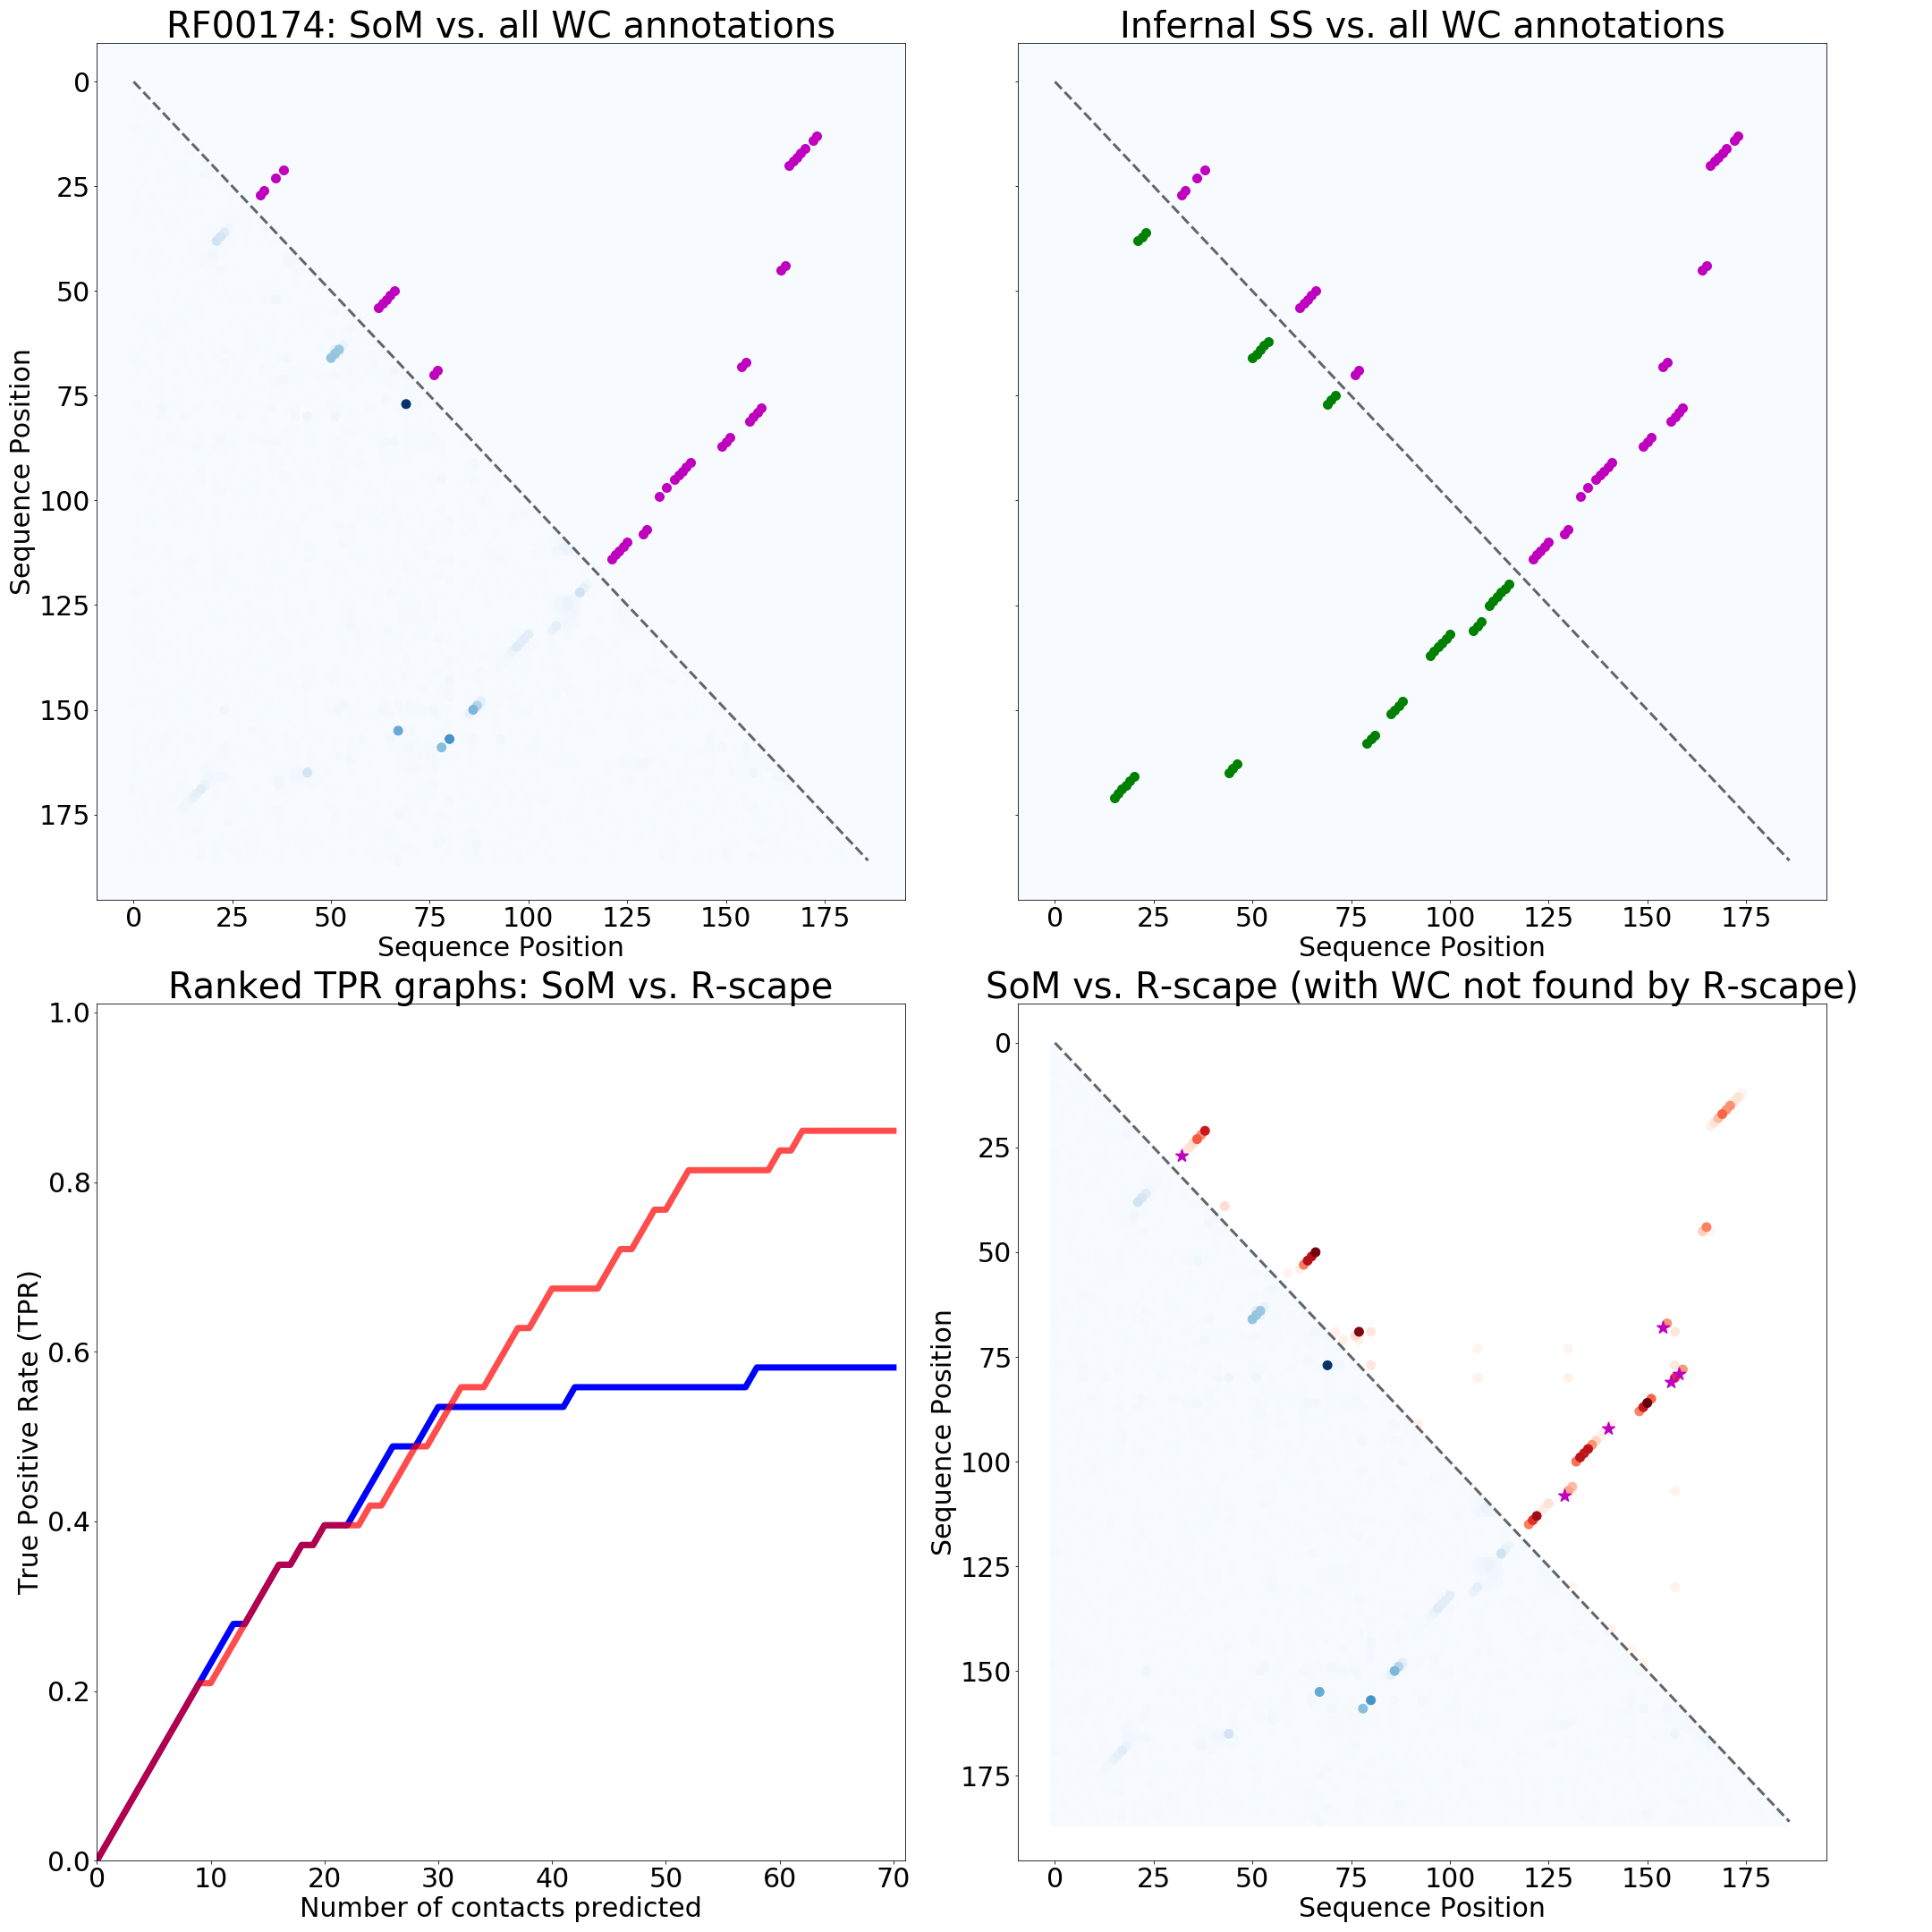 RF00174: SoM vs. all WC annotations
Sequence Position
0
25
50
75
100
125
150
175
0 25 50 75 100 125 150 175
Sequence Position
Infernal SS vs. all WC annotations
0 25 50 75 100 125 150 175
Sequence Position
Ranked TPR graphs: SoM vs. R-scape
True Positive Rate (TPR)
1.0
0.8
0.6
0.4
0.2
0.0
0 10 20 30 40 50 60 70
Number of contacts predicted
SoM vs. R-scape (with WC not found by R-scape)
Sequence Position
0
25
50
75
100
125
150
175
0 25 50 75 100 125 150 175
Sequence Position